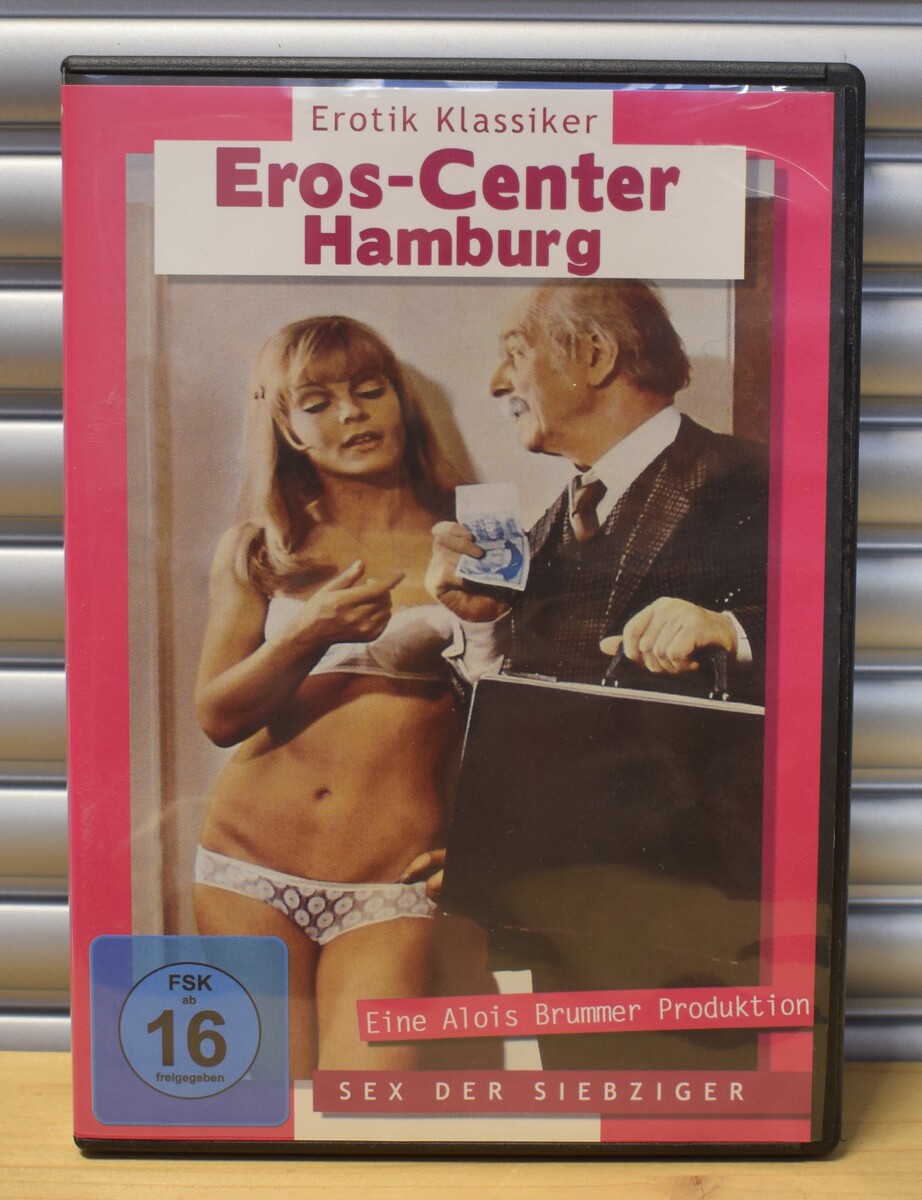 Erotik Klassiker
Eros-Center
Hamburg
Eine Alois Brummer Produktion
SEX DER SIEBZIGER
FSK
ab
16
freigegeben